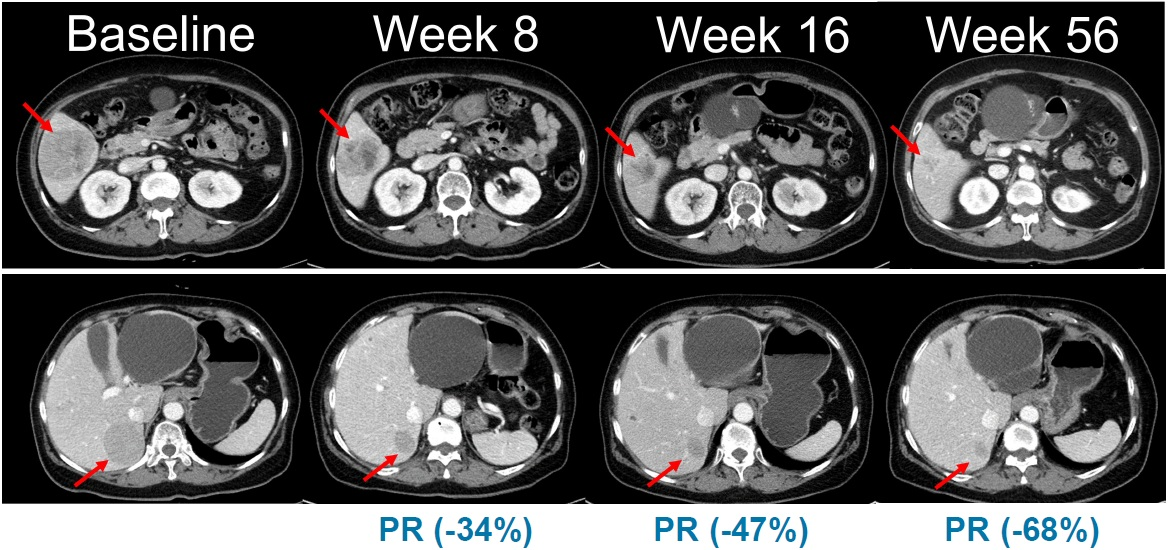 Baseline
Week 8
Week 16
Week 56
PR (-34%)
PR (-47%)
PR (-68%)